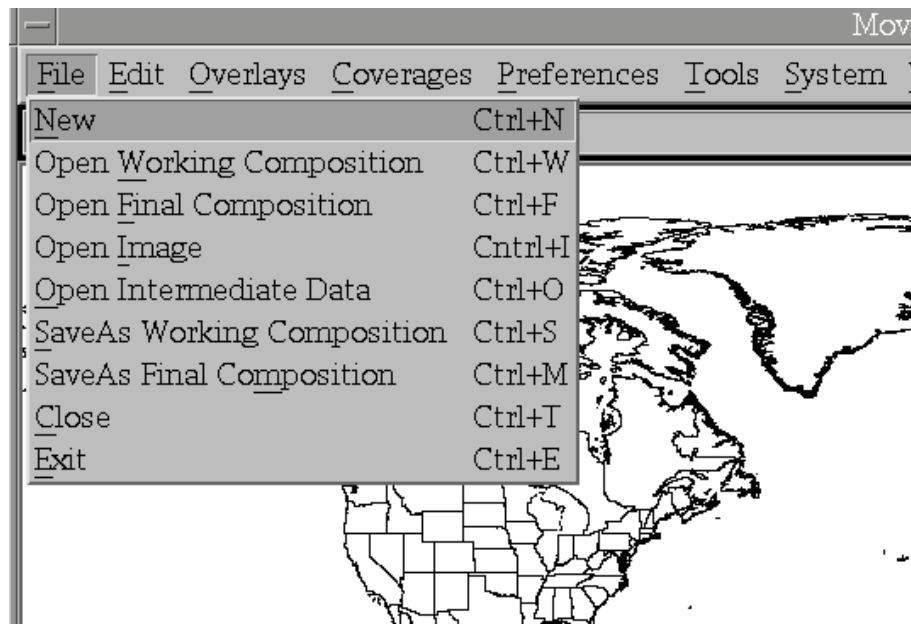 Mov
File Edit Overlays Coverages Preferences Tools System
New Ctrl+N
Open Working Composition Ctrl+W
Open Final Composition Ctrl+F
Open Image Cntrl+I
Open Intermediate Data Ctrl+O
SaveAs Working Composition Ctrl+S
SaveAs Final Composition Ctrl+M
Close Ctrl+T
Exit Ctrl+E